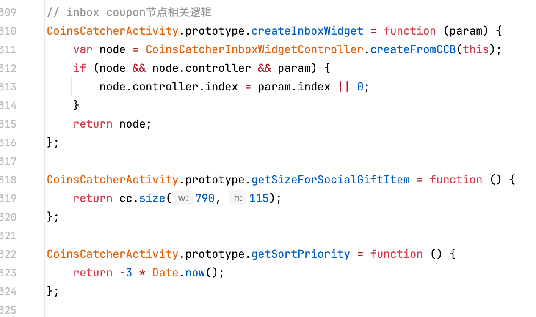 309 // inbox coupon节点相关逻辑
310 CoinsCatcherActivity.prototype.createInboxWidget = function (param) {
311 var node = CoinsCatcherInboxWidgetController.createFromCCB(this);
312 if (node && node.controller && param) {
313 node.controller.index = param.index || 0;
314 }
315 return node;
316 };
317
318 CoinsCatcherActivity.prototype.getSizeForSocialGiftItem = function () {
319 return cc.size( w: 790, h: 115);
320 };
321
322 CoinsCatcherActivity.prototype.getSortPriority = function () {
323 return -3 * Date.now();
324 };
325